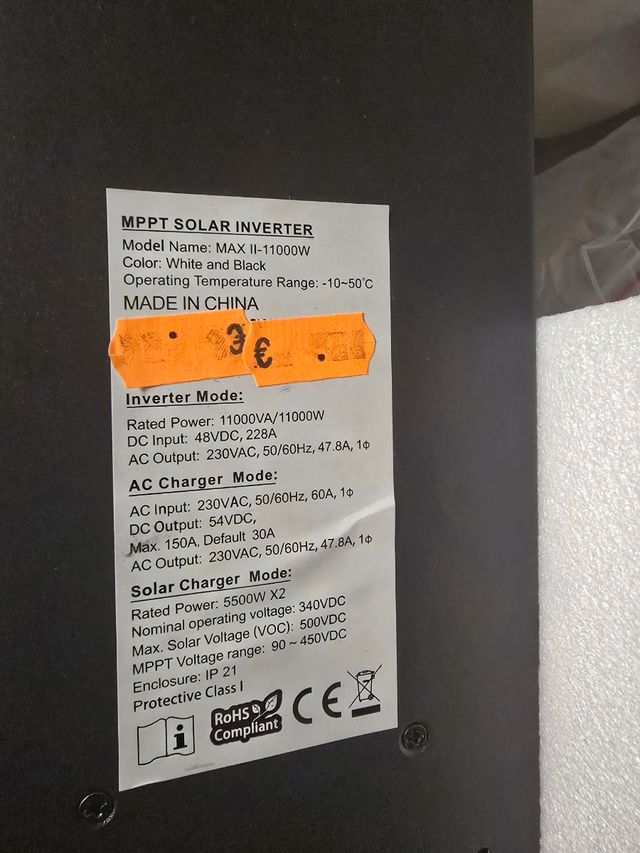 MPPT SOLAR INVERTER
Model Name: MAX II-11000W
Color: White and Black
Operating Temperature Range: -10~50°C
MADE IN CHINA
€
€
Inverter Mode:
Rated Power: 11000VA/11000W
DC Input: 48VDC, 228A
AC Output: 230VAC, 50/60Hz, 47.8A, 1ϕ
AC Charger Mode:
AC Input: 230VAC, 50/60Hz, 60A, 1ϕ
DC Output: 54VDC,
Max. 150A, Default 30A
AC Output: 230VAC, 50/60Hz, 47.8A, 1ϕ
Solar Charger Mode:
Rated Power: 5500W X2
Nominal operating voltage: 340VDC
Max. Solar Voltage (VOC): 500VDC
MPPT Voltage range: 90 ~ 450VDC
Enclosure: IP 21
Protective Class I
i
RoHS
Compliant
CE